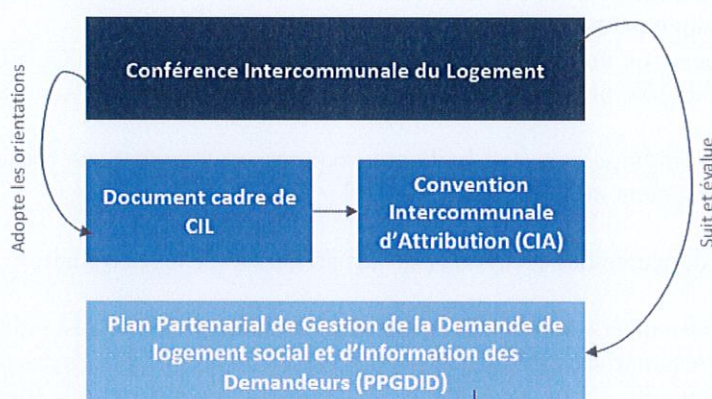 Conférence Intercommunale du Logement
Adopte les orientations
Suit et évalue
Document cadre de
CIL
Convention
Intercommunale
d'Attribution (CIA)
Plan Partenarial de Gestion de la Demande de
logement social et d'Information des
Demandeurs (PPGDID)